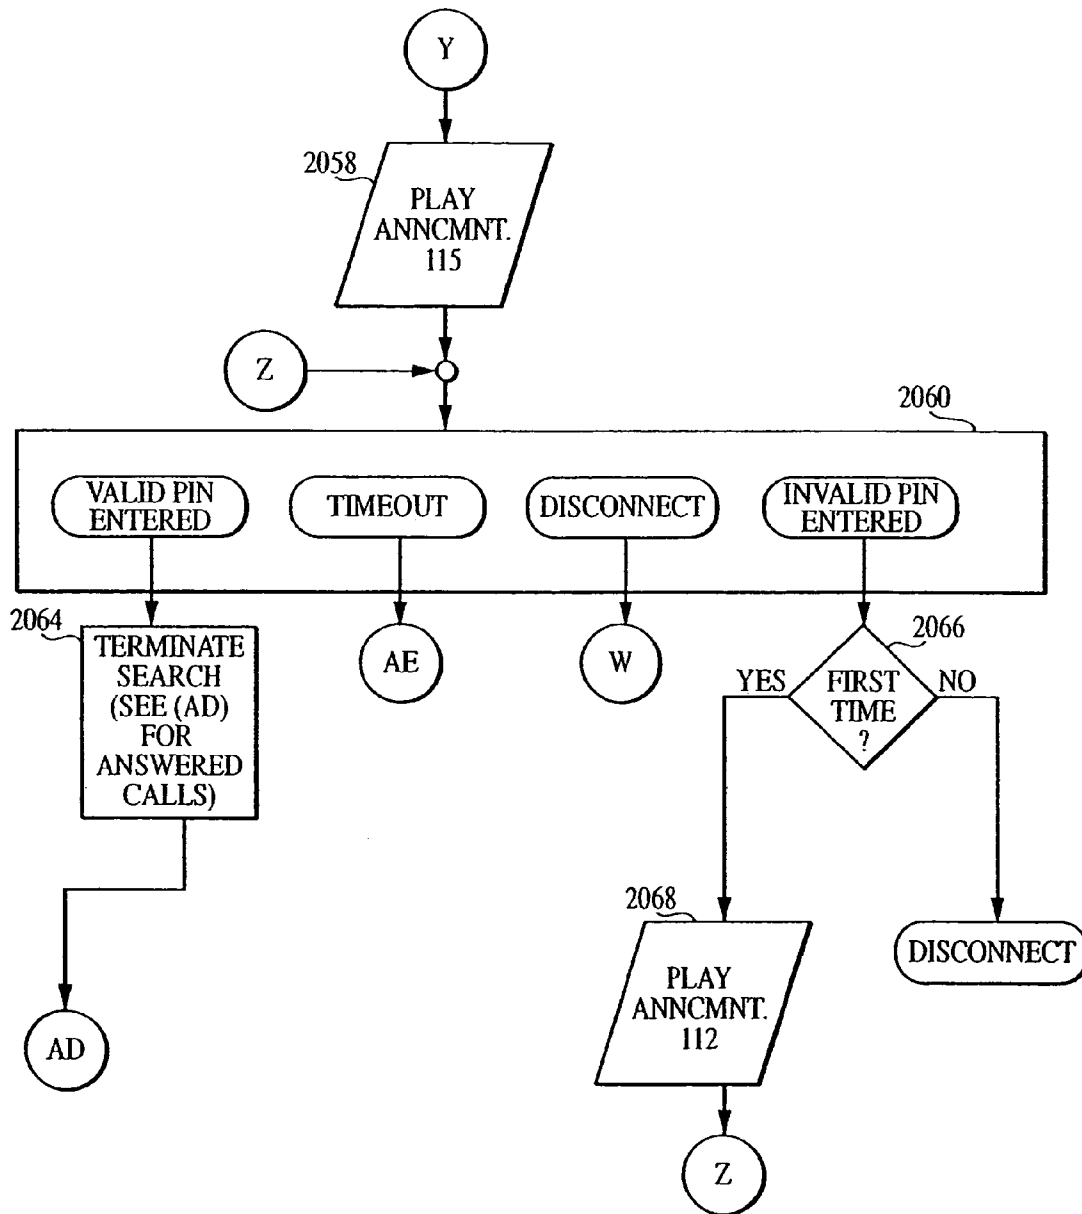 Y
2058
PLAY
ANNCMNT.
115
Z
2060
VALID PIN
ENTERED
TIMEOUT
DISCONNECT
INVALID PIN
ENTERED
2064
TERMINATE
SEARCH
(SEE (AD)
FOR
ANSWERED
CALLS)
AE
W
2066
YES
FIRST
TIME
?
NO
2068
PLAY
ANNCMNT.
112
DISCONNECT
AD
Z